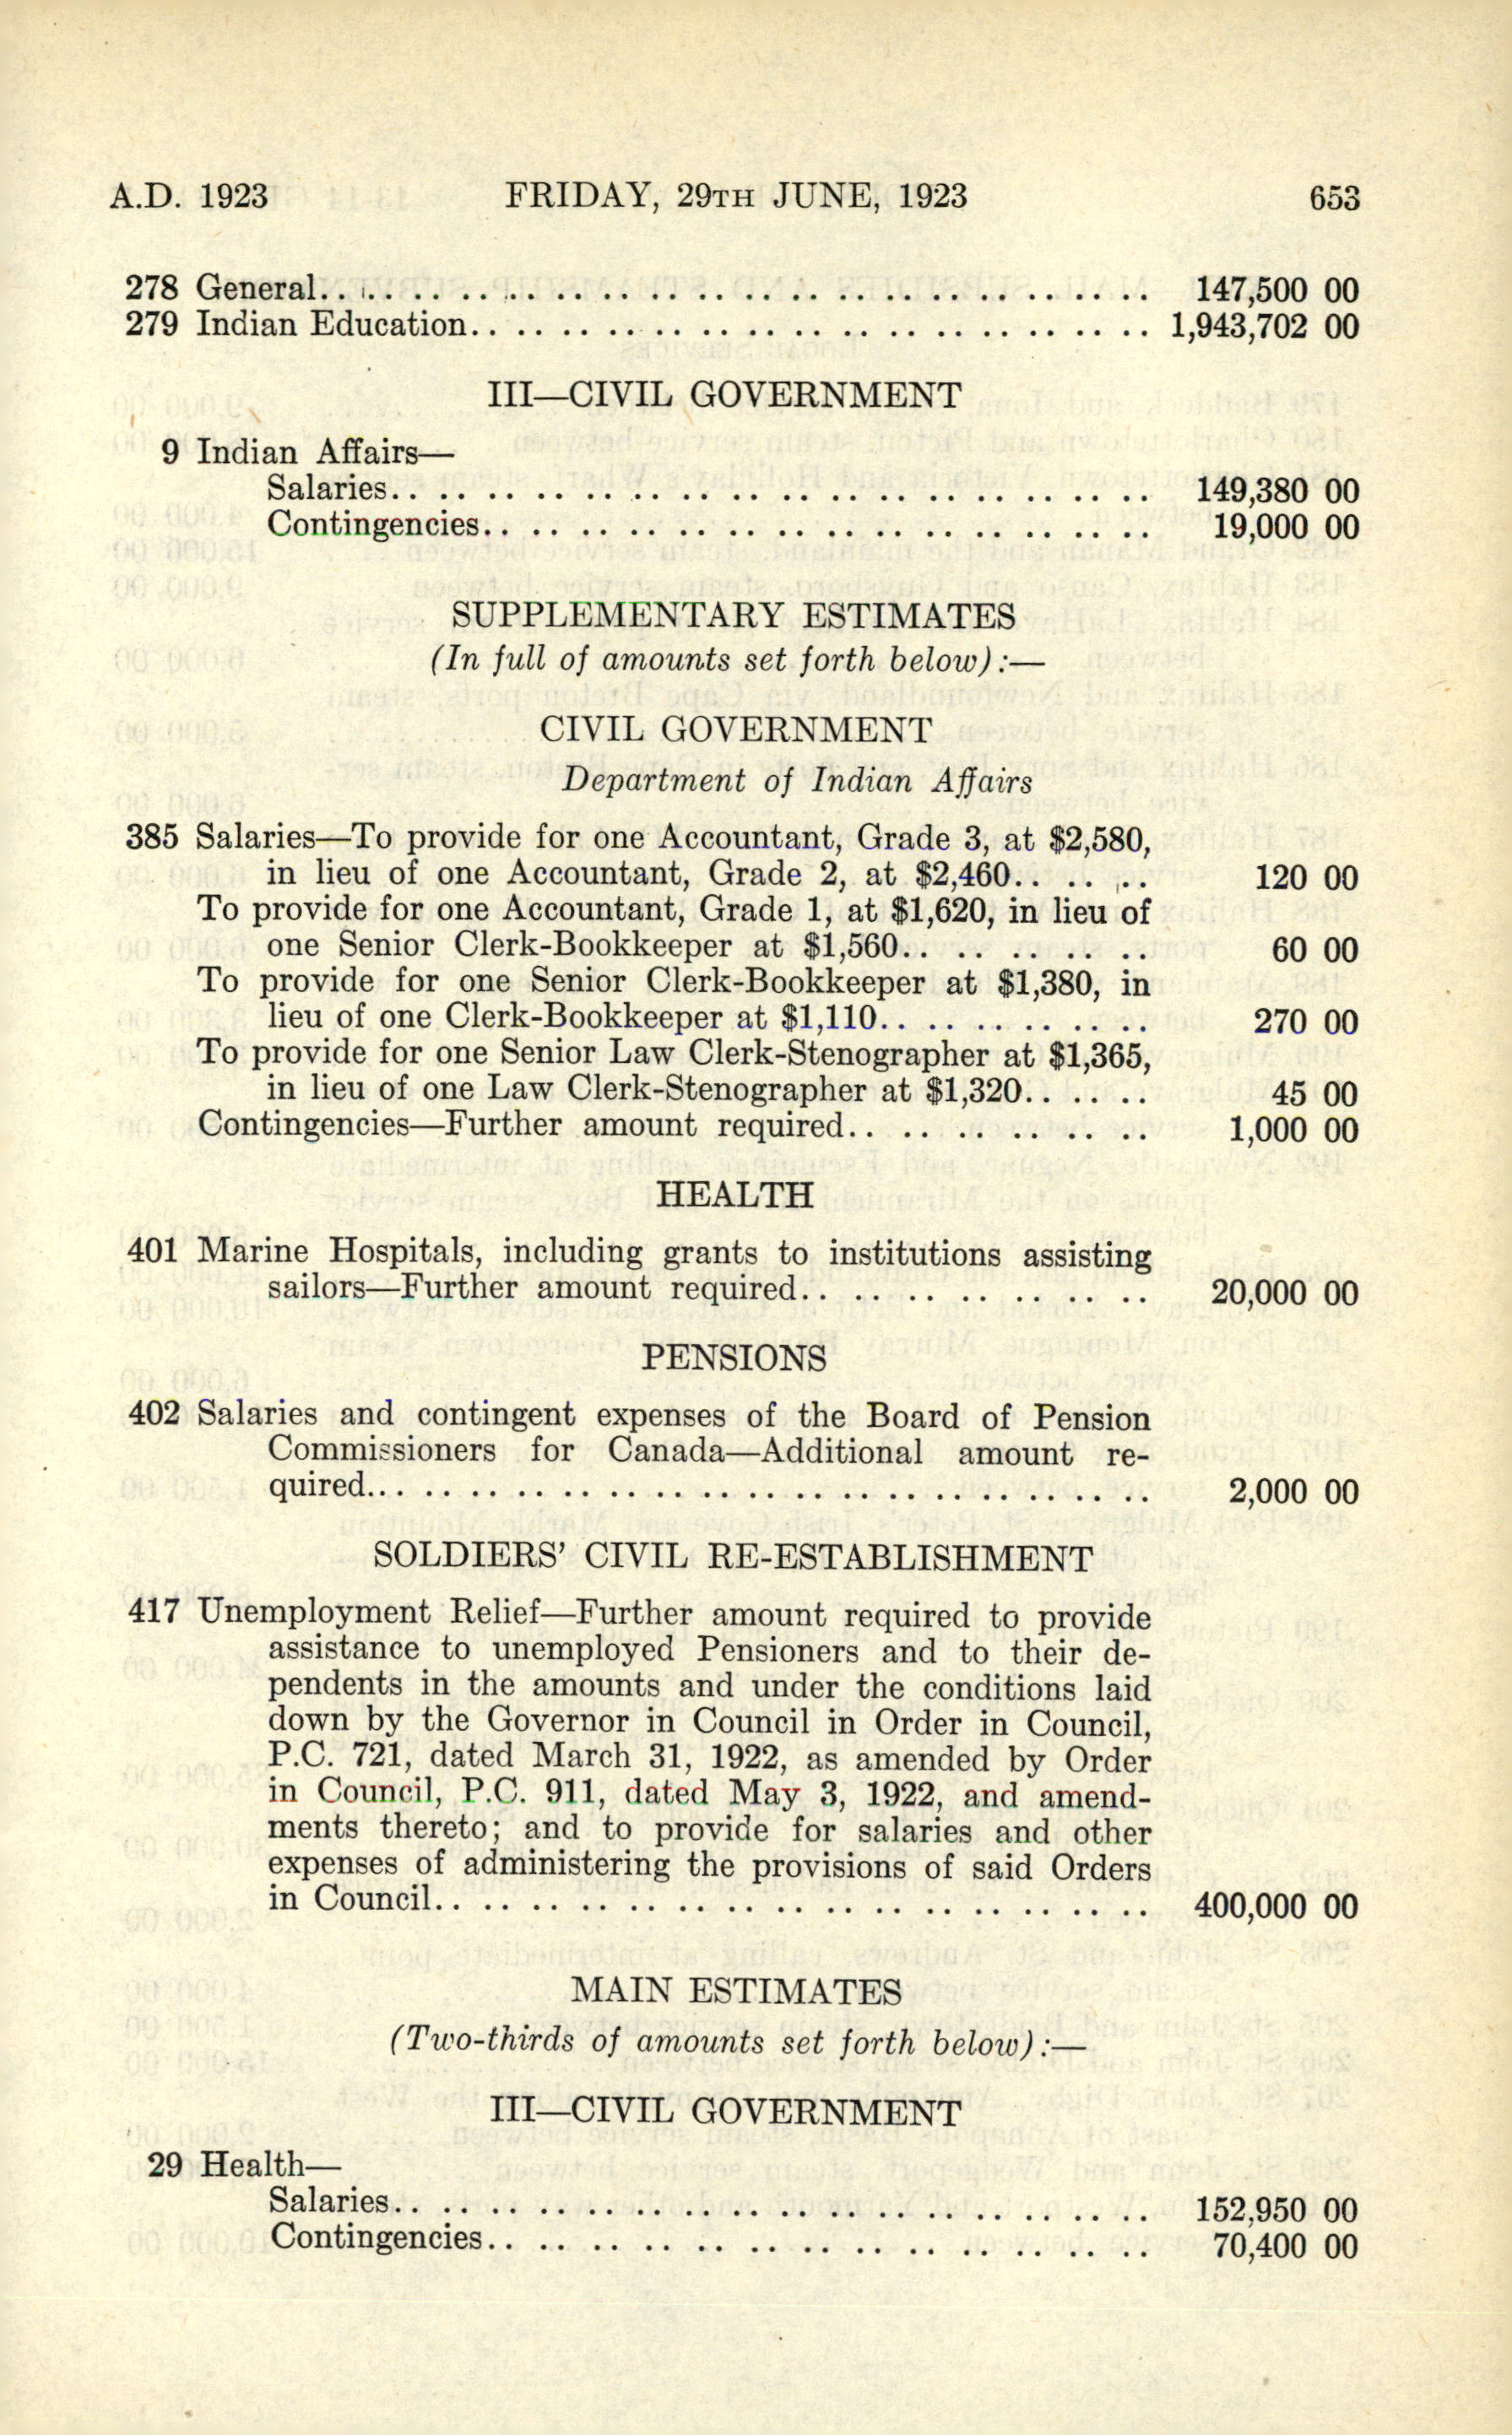 A.D. 1923 FRIDAY, 29TH JUNE, 1923 653
278 General.. .. .. .. .. .. .. .. .. .. .. .. .. .. .. .. .. .. 147,500 00
279 Indian Education.. .. .. .. .. .. .. .. .. .. .. .. .. .. .. 1,943,702 00
III—CIVIL GOVERNMENT
9 Indian Affairs—
Salaries.. .. .. .. .. .. .. .. .. .. .. .. .. .. .. .. 149,380 00
Contingencies.. .. .. .. .. .. .. .. .. .. .. .. .. .. 19,000 00
SUPPLEMENTARY ESTIMATES
(In full of amounts set forth below):—
CIVIL GOVERNMENT
Department of Indian Affairs
385 Salaries—To provide for one Accountant, Grade 3, at $2,580,
in lieu of one Accountant, Grade 2, at $2,460.. .. .. 120 00
To provide for one Accountant, Grade 1, at $1,620, in lieu of
one Senior Clerk-Bookkeeper at $1,560.. .. .. .. .. 60 00
To provide for one Senior Clerk-Bookkeeper at $1,380, in
lieu of one Clerk-Bookkeeper at $1,110.. .. .. .. .. .. 270 00
To provide for one Senior Law Clerk-Stenographer at $1,365,
in lieu of one Law Clerk-Stenographer at $1,320.. .. .. 45 00
Contingencies—Further amount required.. .. .. .. .. .. 1,000 00
HEALTH
401 Marine Hospitals, including grants to institutions assisting
sailors—Further amount required.. .. .. .. .. .. .. 20,000 00
PENSIONS
402 Salaries and contingent expenses of the Board of Pension
Commissioners for Canada—Additional amount re-
quired... .. .. .. .. .. .. .. .. .. .. .. .. .. .. .. .. 2,000 00
SOLDIERS' CIVIL RE-ESTABLISHMENT
417 Unemployment Relief—Further amount required to provide
assistance to unemployed Pensioners and to their de-
pendents in the amounts and under the conditions laid
down by the Governor in Council in Order in Council,
P.C. 721, dated March 31, 1922, as amended by Order
in Council, P.C. 911, dated May 3, 1922, and amend-
ments thereto; and to provide for salaries and other
expenses of administering the provisions of said Orders
in Council.. .. .. .. .. .. .. .. .. .. .. .. .. .. .. 400,000 00
MAIN ESTIMATES
(Two-thirds of amounts set forth below):—
III—CIVIL GOVERNMENT
29 Health—
Salaries.. .. .. .. .. .. .. .. .. .. .. .. .. .. .. .. 152,950 00
Contingencies.. .. .. .. .. .. .. .. .. .. .. .. .. 70,400 00